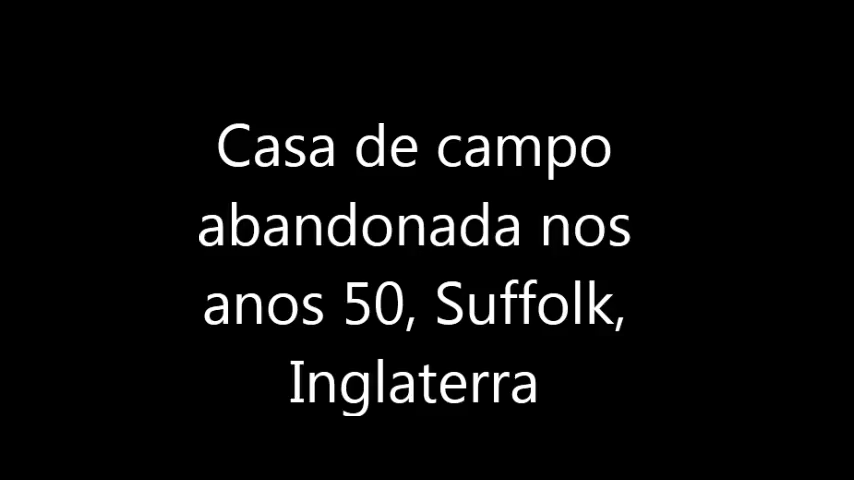 Casa de campo
abandonada nos
anos 50, Suffolk,
Inglaterra